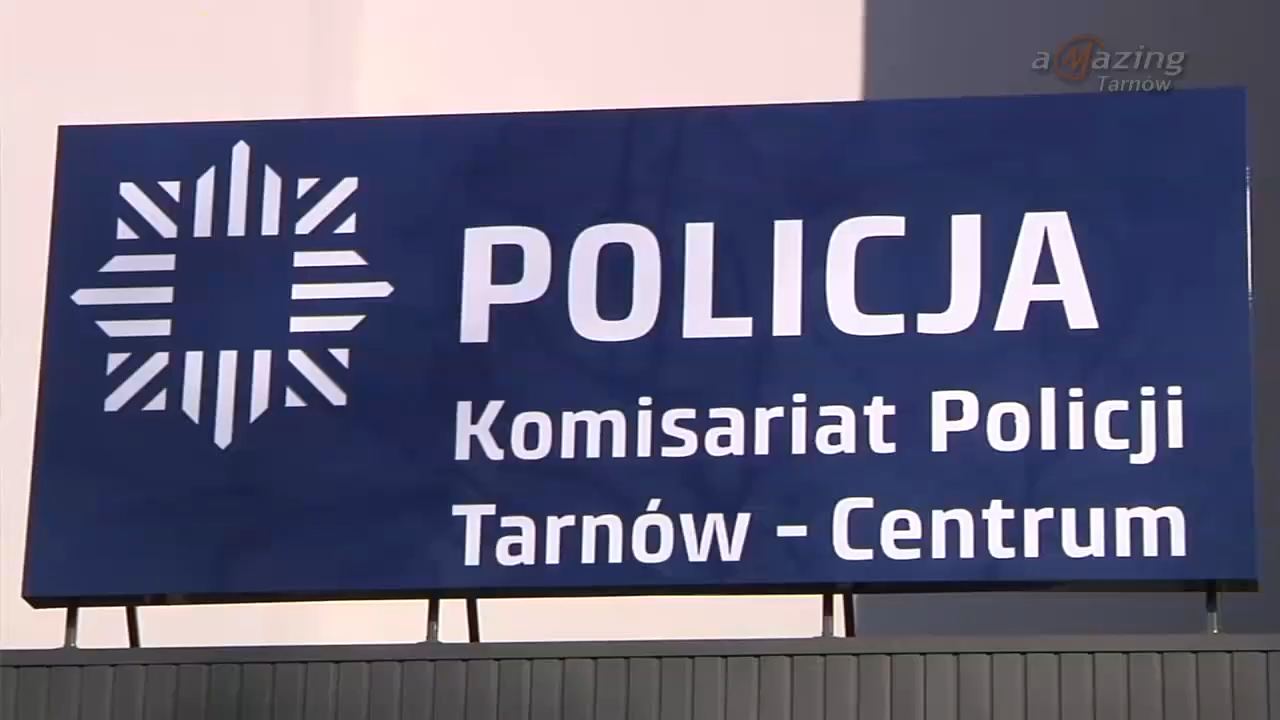 aMazing
Tarnów
POLICJA
Komisariat Policji
Tarnów - Centrum